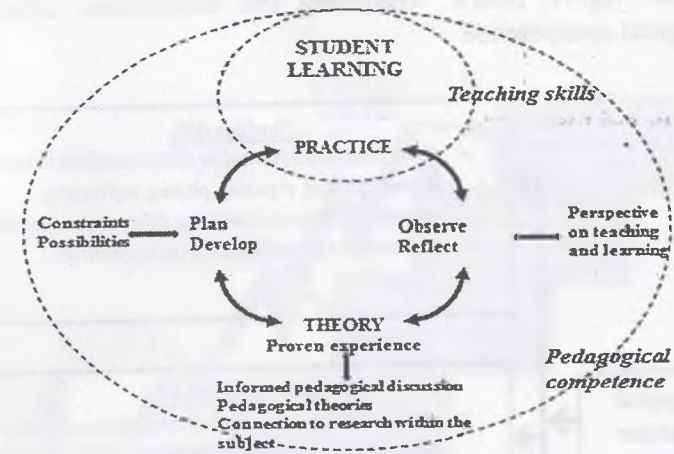 STUDENT
LEARNING
Teaching skills
PRACTICE
Constraints
Possibilities
Plan
Develop
Observe
Reflect
Perspective
on teaching
and learning
THEORY
Proven experience
Pedagogical
competence
Informed pedagogical discussion
Pedagogical theories
Connection to research within the
subject